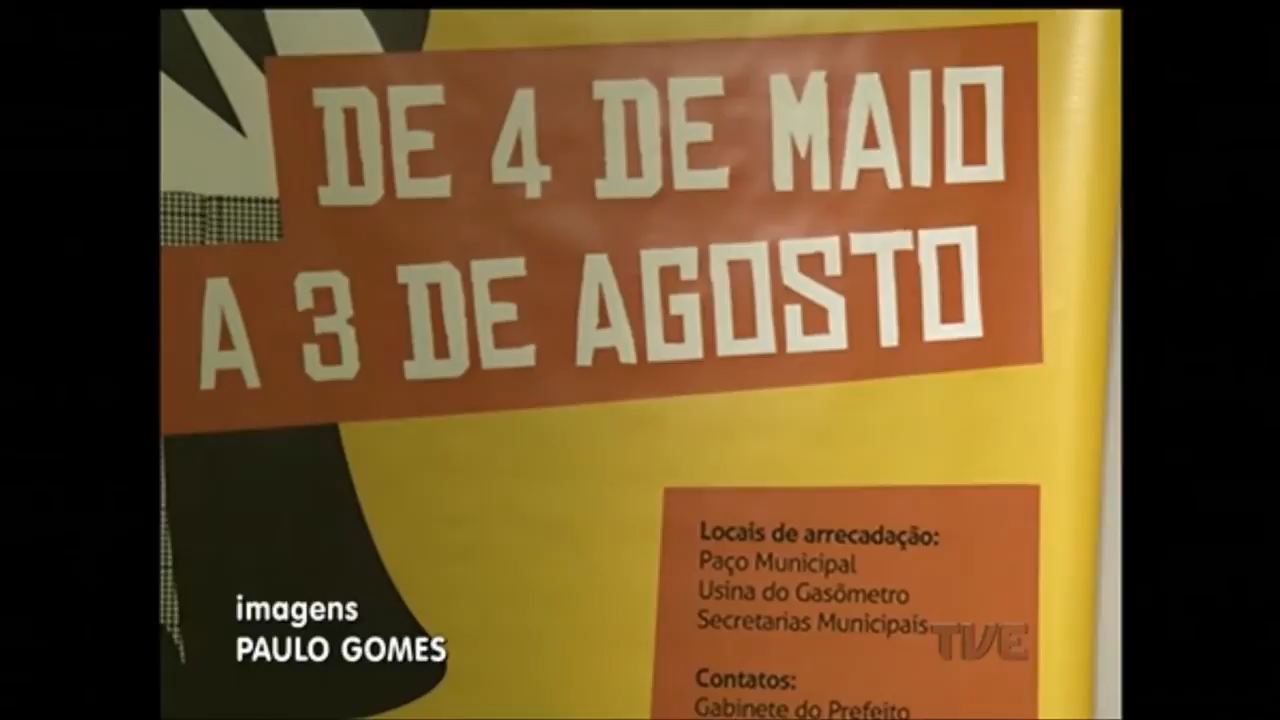 DE 4 DE MAIO
A 3 DE AGOSTO
Locais de arrecadação:
Paço Municipal
Usina do Gasômetro
Secretarias Municipais
TVE
Contatos:
Gabinete do Prefeito
imagens
PAULO GOMES